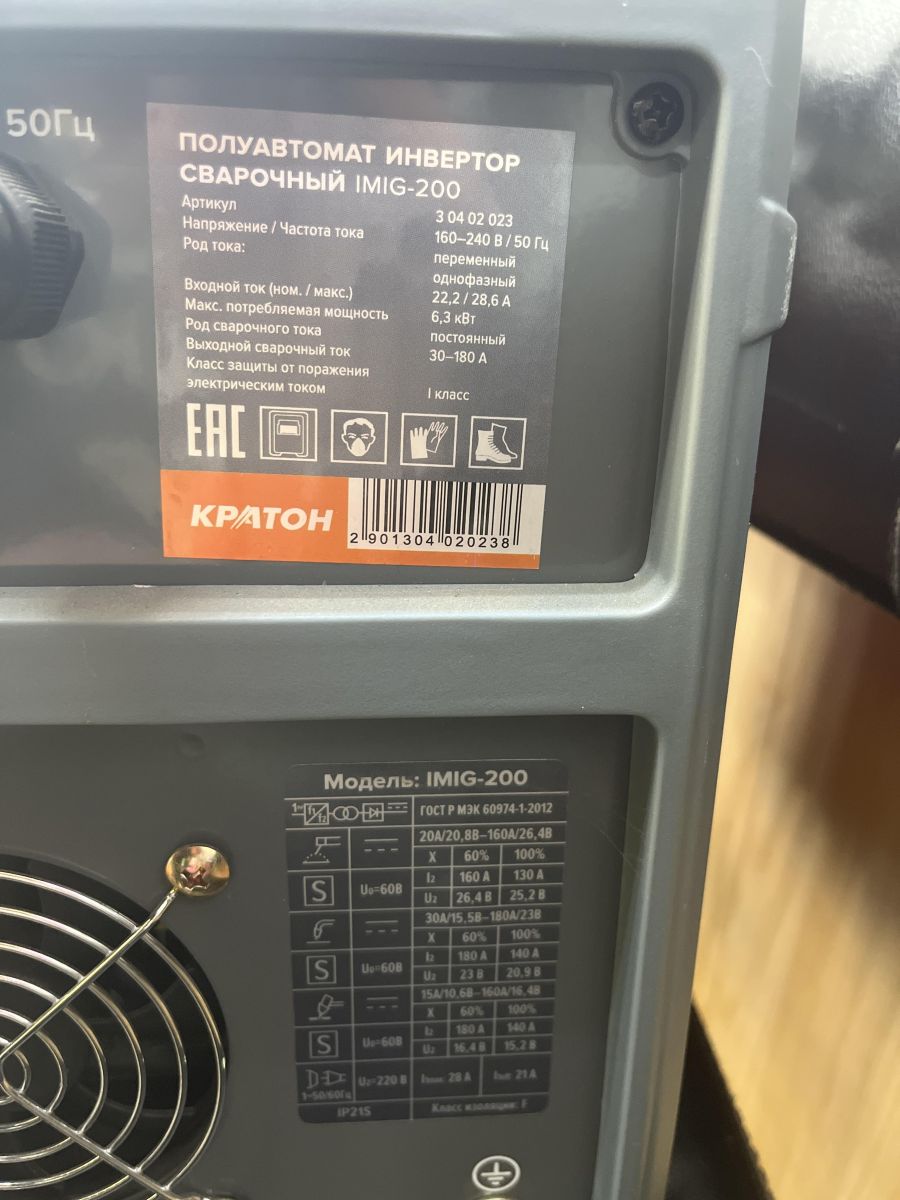 50Гц
ПОЛУАВТОМАТ ИНВЕРТОР
СВАРОЧНЫЙ IMIG-200
Артикул 3 04 02 023
Напряжение / Частота тока 160–240 В / 50 Гц
Род тока: переменный
однофазный
Входной ток (ном. / макс.) 22,2 / 28,6 А
Макс. потребляемая мощность 6,3 кВт
Род сварочного тока постоянный
Выходной сварочный ток 30–180 А
Класс защиты от поражения
электрическим током I класс
EAC
КРАТОН
2 901304 020238
Модель: IMIG-200
1~ f1 f2 ГОСТ Р МЭК 60974-1-2012
20А/20,8В–160А/26,4В
X 60% 100%
I2 160 А 130 А
S U0=60В U2 26,4 В 25,2 В
30А/15,5В–180А/23В
X 60% 100%
I2 180 А 140 А
S U0=60В U2 23 В 20,9 В
15А/10,6В–160А/16,4В
X 60% 100%
I2 180 А 140 А
S U0=60В U2 16,4 В 15,2 В
1~50/60Гц U2=220 В 28 А 21 А
IP21S Класс изоляции: F